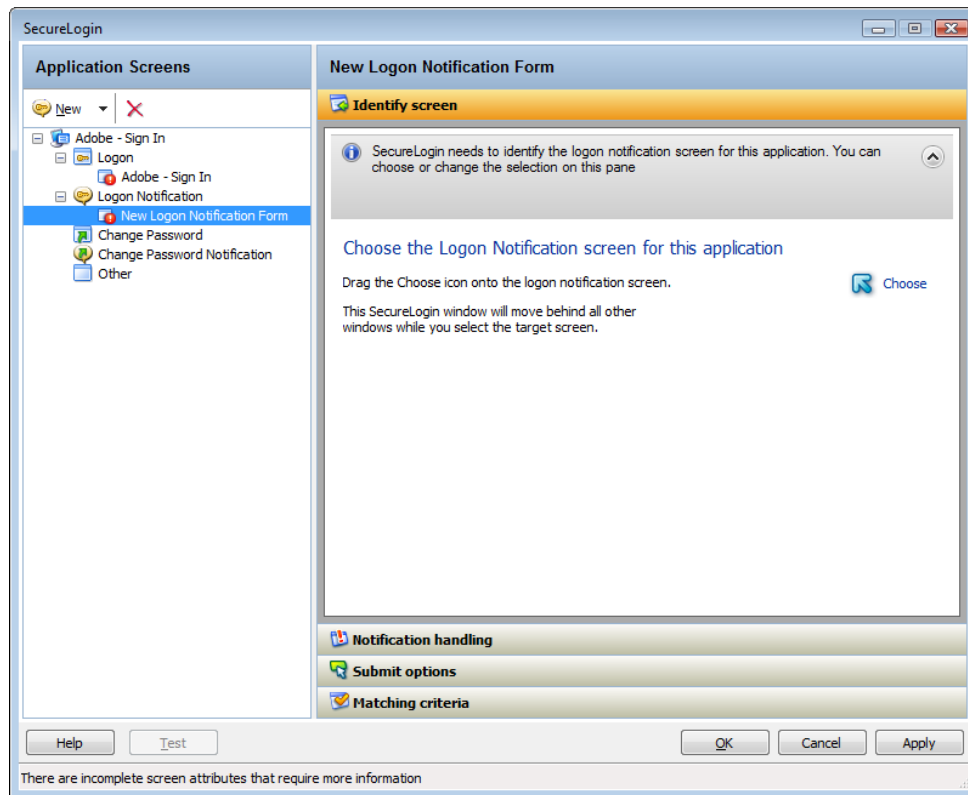 SecureLogin
Application Screens
New
Adobe - Sign In
Logon
Adobe - Sign In
Logon Notification
New Logon Notification Form
Change Password
Change Password Notification
Other
New Logon Notification Form
Identify screen
SecureLogin needs to identify the logon notification screen for this application. You can
choose or change the selection on this pane
Choose the Logon Notification screen for this application
Drag the Choose icon onto the logon notification screen.
Choose
This SecureLogin window will move behind all other
windows while you select the target screen.
Notification handling
Submit options
Matching criteria
Help
Test
OK
Cancel
Apply
There are incomplete screen attributes that require more information